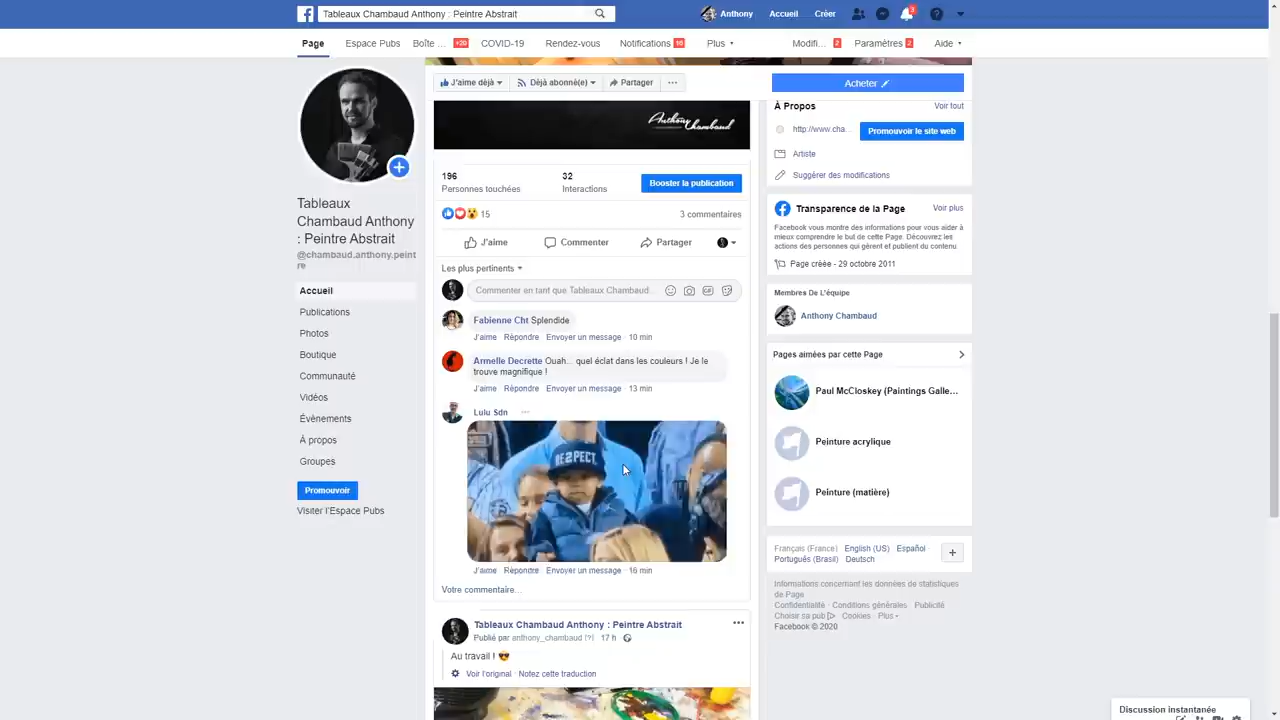 Tableaux Chambaud Anthony : Peintre Abstrait
Anthony
Accueil
Créer
3
Page
Espace Pubs
Boîte ...
+20
COVID-19
Rendez-vous
Notifications
16
Plus
Modifi...
2
Paramètres
2
Aide
J'aime déjà
Déjà abonné(e)
Partager
...
Acheter
Anthony
Chambaud
196
Personnes touchées
32
Interactions
Booster la publication
15
3 commentaires
J'aime
Commenter
Partager
Les plus pertinents
Commenter en tant que Tableaux Chambaud...
GIF
Fabienne Cht Splendide
J'aime Répondre Envoyer un message · 10 min
Armelle Decrette Ouah... quel éclat dans les couleurs ! Je le
trouve magnifique !
J'aime Répondre Envoyer un message · 13 min
Lulu Sdn ...
RE2PECT
J'aime Répondre Envoyer un message · 16 min
Votre commentaire...
Tableaux Chambaud Anthony : Peintre Abstrait
Publié par anthony_chambaud [?] · 17 h
Au travail ! 😎
Voir l'original · Notez cette traduction
Tableaux
Chambaud Anthony
: Peintre Abstrait
@chambaud.anthony.peint
re
Accueil
Publications
Photos
Boutique
Communauté
Vidéos
Évènements
À propos
Groupes
Promouvoir
Visiter l'Espace Pubs
À Propos
Voir tout
http://www.cha...
Promouvoir le site web
Artiste
Suggérer des modifications
Transparence de la Page
Voir plus
Facebook vous montre des informations pour vous aider à
mieux comprendre le but de cette Page. Découvrez les
actions des personnes qui gèrent et publient du contenu
Page créée - 29 octobre 2011
Membres De L'équipe
Anthony Chambaud
Pages aimées par cette Page
Paul McCloskey (Paintings Galle...
Peinture acrylique
Peinture (matière)
Français (France) · English (US) · Español ·
Português (Brasil) · Deutsch
Informations concernant les données de statistiques
de Page
Confidentialité · Conditions générales · Publicité
Choisir sa pub · Cookies · Plus
Facebook © 2020
Discussion instantanée